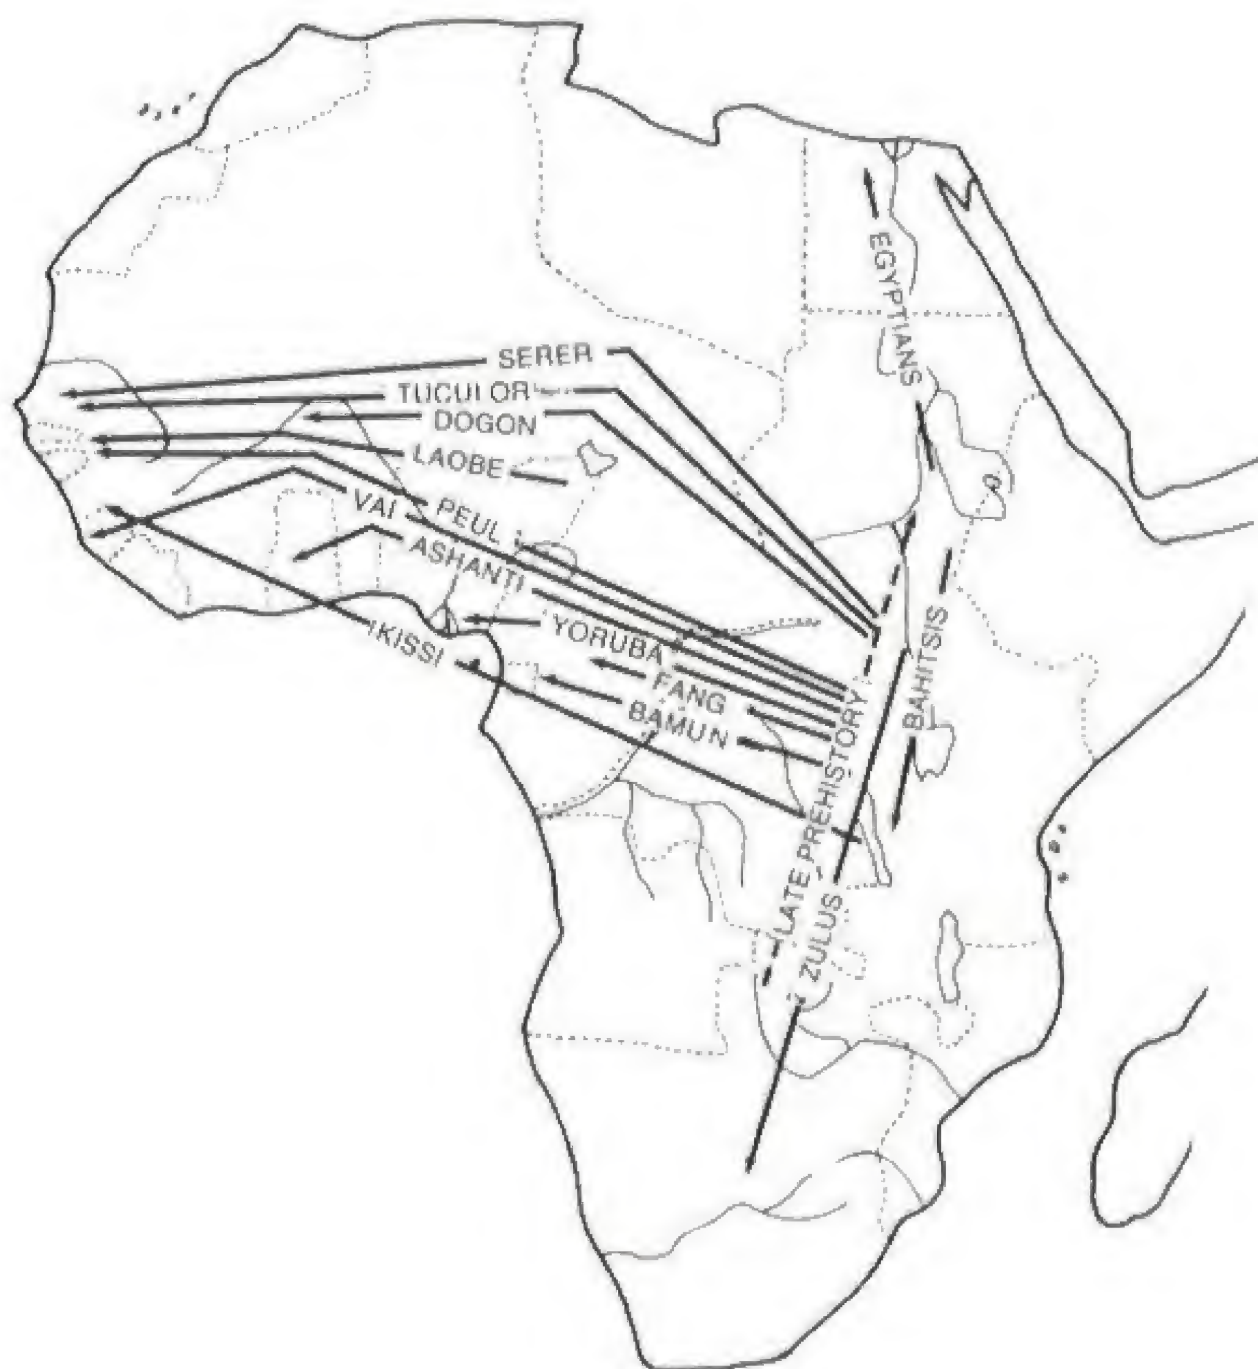 EGYPTIANS
SERER
TUCULOR
DOGON
LAOBE
PEUL
VAI
ASHANTI
YORUBA
KISSI
FANG
BAMUN
BAHITSIS
LATE PREHISTORY
ZULUS